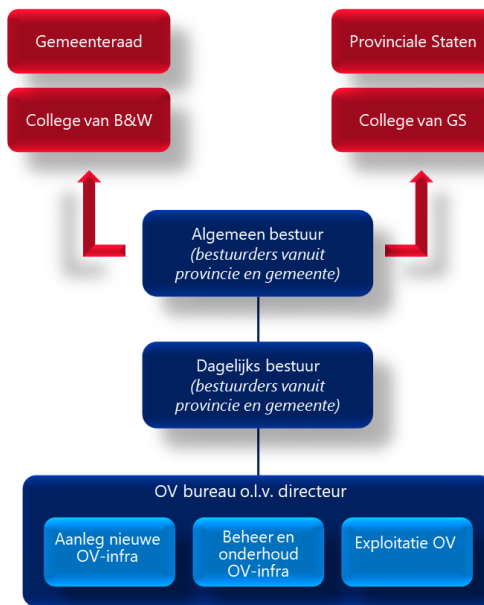 Gemeenteraad
Provinciale Staten
College van B&W
College van GS
Algemeen bestuur
(bestuurders vanuit
provincie en gemeente)
Dagelijks bestuur
(bestuurders vanuit
provincie en gemeente)
OV bureau o.l.v. directeur
Aanleg nieuwe
OV-infra
Beheer en
onderhoud
OV-infra
Exploitatie OV